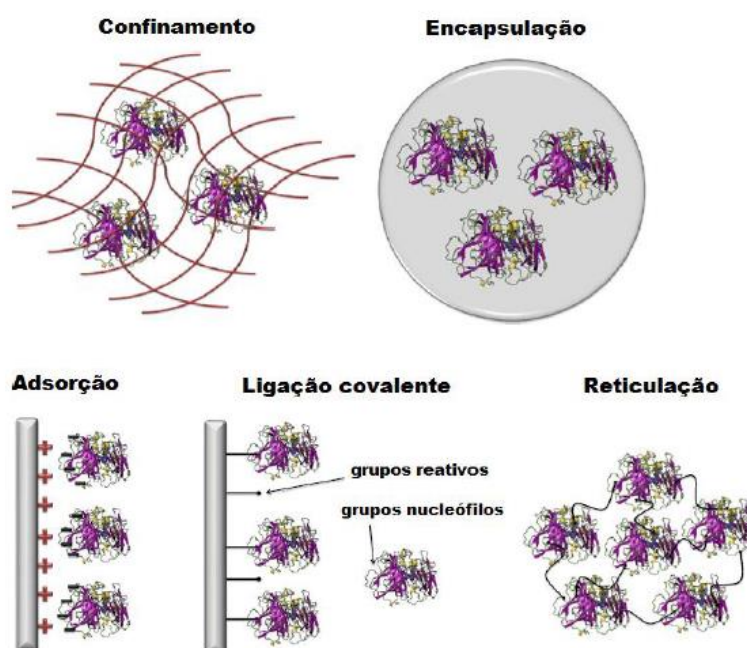 Confinamento
Encapsulação
Adsorção
Ligação covalente
Reticulação
grupos reativos
grupos nucleófilos